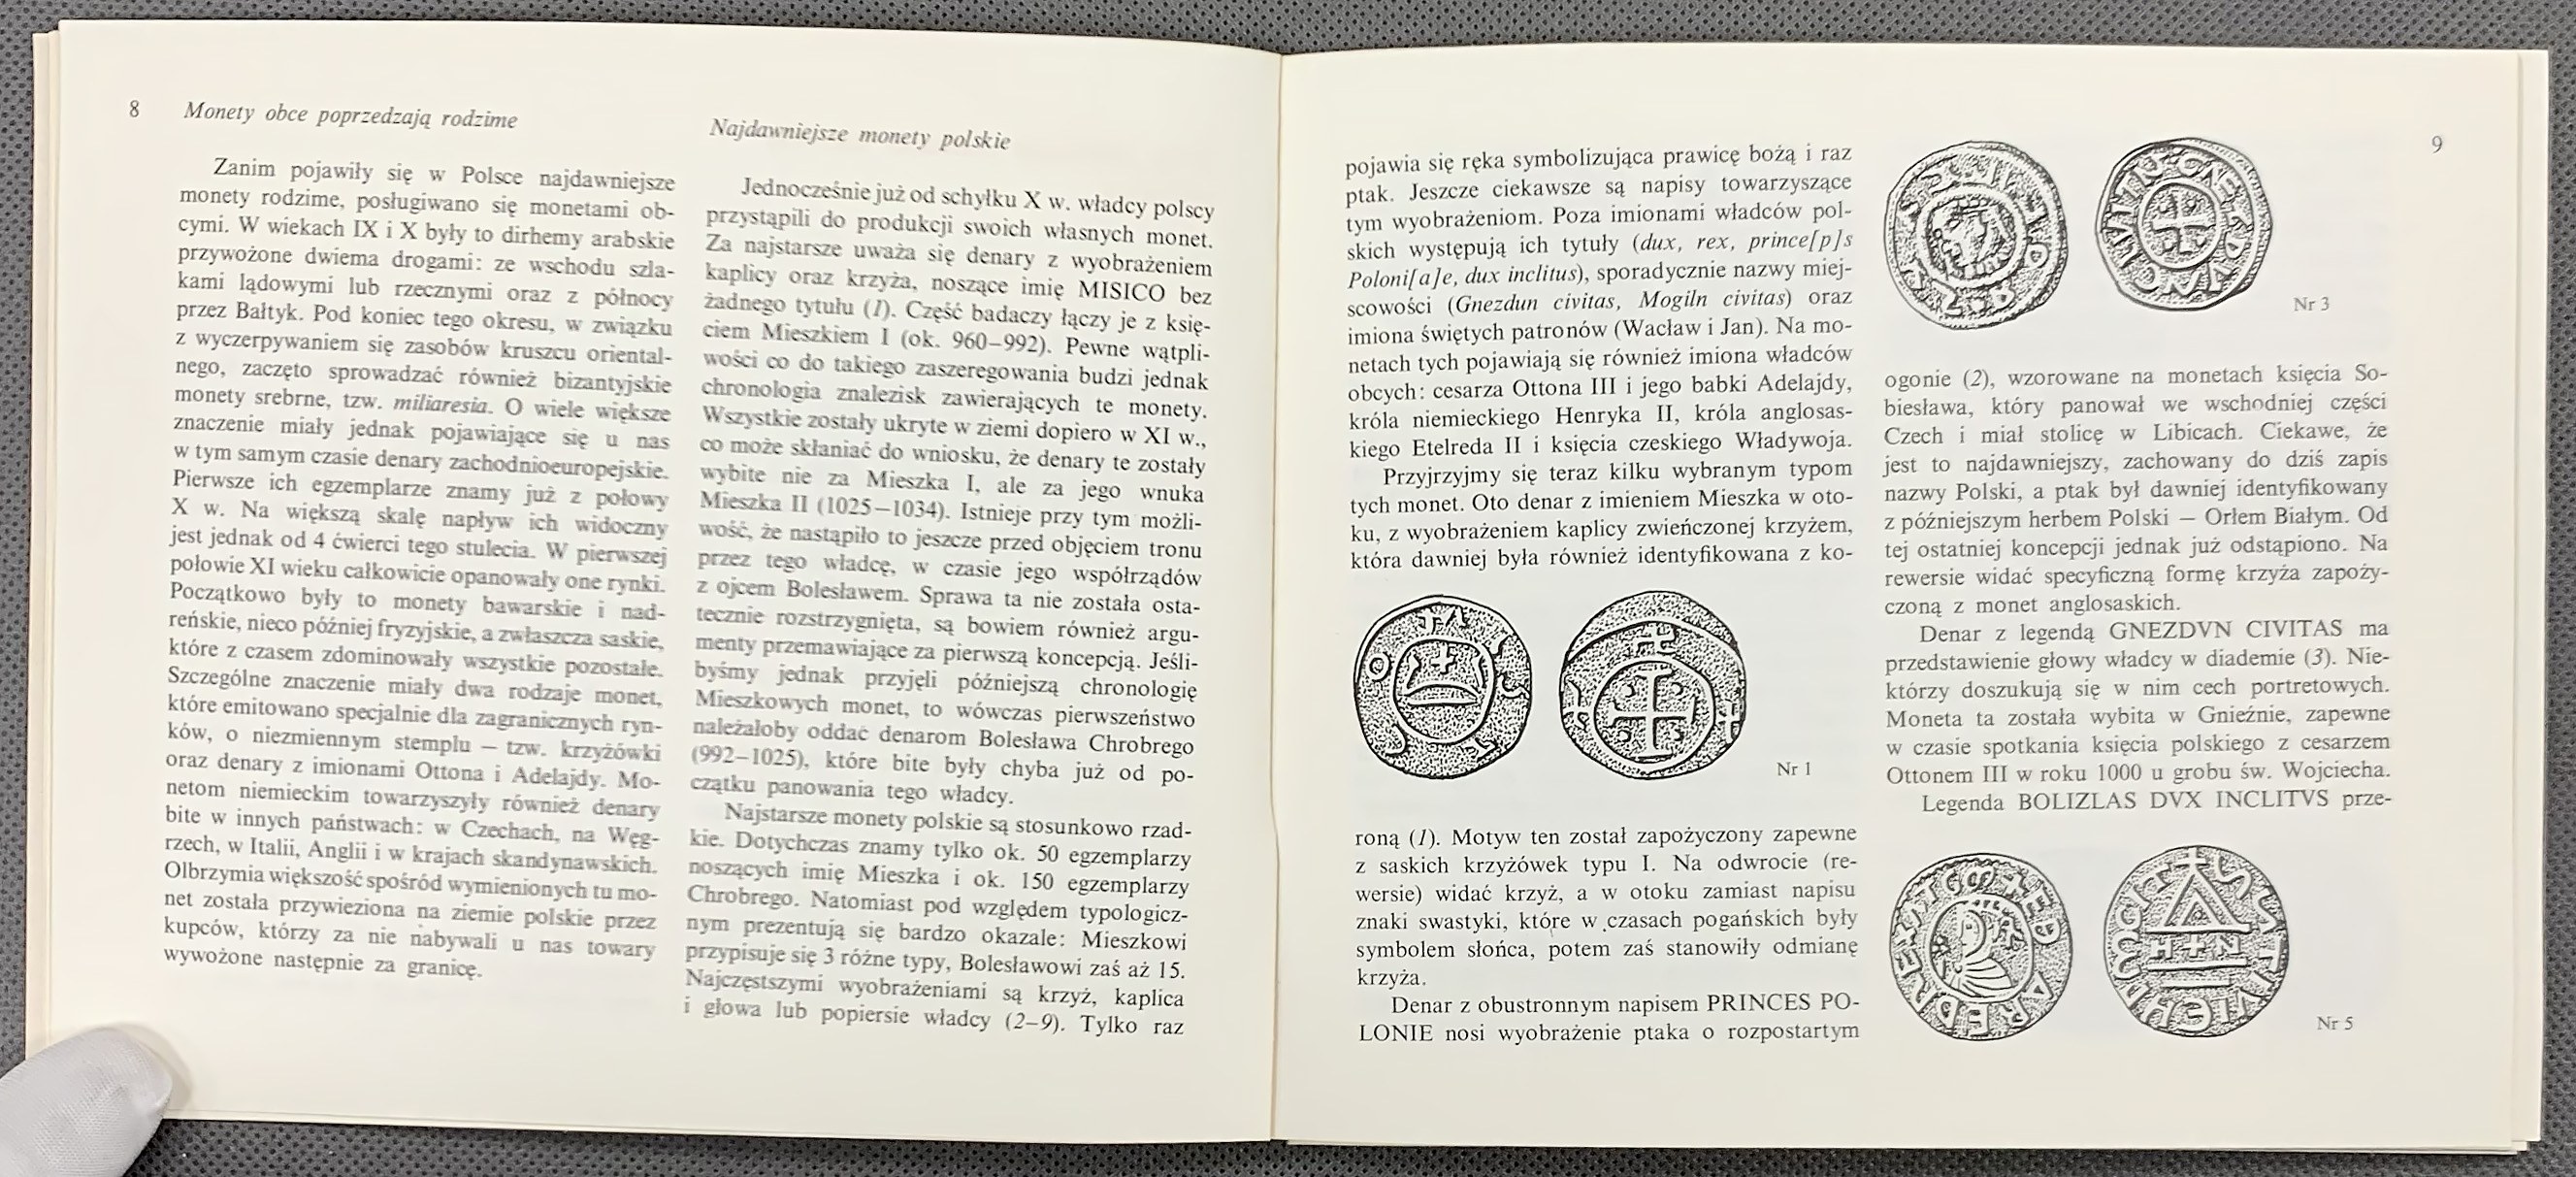 8
Monety obce poprzedzają rodzime
Zanim pojawiły się w Polsce najdawniejsze
monety rodzime, posługiwano się monetami ob-
cymi. W wiekach IX i X były to dirhemy arabskie
przywożone dwiema drogami: ze wschodu szla-
kami lądowymi lub rzecznymi oraz z północy
przez Bałtyk. Pod koniec tego okresu, w związku
z wyczerpywaniem się zasobów kruszcu oriental-
nego, zaczęto sprowadzać również bizantyjskie
monety srebrne, tzw. miliaresia. O wiele większe
znaczenie miały jednak pojawiające się u nas
w tym samym czasie denary zachodnioeuropejskie.
Pierwsze ich egzemplarze znamy już z połowy
X w. Na większą skalę napływ ich widoczny
jest jednak od 4 ćwierci tego stulecia. W pierwszej
połowie XI wieku całkowicie opanowały one rynki.
Początkowo były to monety bawarskie i nad-
reńskie, nieco później fryzyjskie, a zwłaszcza saskie,
które z czasem zdominowały wszystkie pozostałe.
Szczególne znaczenie miały dwa rodzaje monet,
które emitowano specjalnie dla zagranicznych ryn-
ków, o niezmiennym stemplu – tzw. krzyżówki
oraz denary z imionami Ottona i Adelajdy. Mo-
netom niemieckim towarzyszyły również denary
bite w innych państwach: w Czechach, na Węg-
rzech, w Italii, Anglii i w krajach skandynawskich.
Olbrzymia większość spośród wymienionych tu mo-
net została przywieziona na ziemie polskie przez
kupców, którzy za nie nabywali u nas towary
wywożone następnie za granicę.
Najdawniejsze monety polskie
Jednocześnie już od schyłku X w. władcy polscy
przystąpili do produkcji swoich własnych monet.
Za najstarsze uważa się denary z wyobrażeniem
kaplicy oraz krzyża, noszące imię MISICO bez
żadnego tytułu (1). Część badaczy łączy je z księ-
ciem Mieszkiem I (ok. 960–992). Pewne wątpli-
wości co do takiego zaszeregowania budzi jednak
chronologia znalezisk zawierających te monety.
Wszystkie zostały ukryte w ziemi dopiero w XI w.,
co może skłaniać do wniosku, że denary te zostały
wybite nie za Mieszka I, ale za jego wnuka
Mieszka II (1025–1034). Istnieje przy tym możli-
wość, że nastąpiło to jeszcze przed objęciem tronu
przez tego władcę, w czasie jego współrządów
z ojcem Bolesławem. Sprawa ta nie została osta-
tecznie rozstrzygnięta, są bowiem również argu-
menty przemawiające za pierwszą koncepcją. Jeśli-
byśmy jednak przyjęli późniejszą chronologię
Mieszkowych monet, to wówczas pierwszeństwo
należałoby oddać denarom Bolesława Chrobrego
(992–1025), które bite były chyba już od po-
czątku panowania tego władcy.
Najstarsze monety polskie są stosunkowo rzad-
kie. Dotychczas znamy tylko ok. 50 egzemplarzy
noszących imię Mieszka i ok. 150 egzemplarzy
Chrobrego. Natomiast pod względem typologicz-
nym prezentują się bardzo okazale: Mieszkowi
przypisuje się 3 różne typy, Bolesławowi zaś aż 15.
Najczęstszymi wyobrażeniami są krzyż, kaplica
i głowa lub popiersie władcy (2–9). Tylko raz
9
pojawia się ręka symbolizująca prawicę bożą i raz
ptak. Jeszcze ciekawsze są napisy towarzyszące
tym wyobrażeniom. Poza imionami władców pol-
skich występują ich tytuły (dux, rex, prince[p]s
Poloni[a]e, dux inclitus), sporadycznie nazwy miej-
scowości (Gnezdun civitas, Mogiln civitas) oraz
imiona świętych patronów (Wacław i Jan). Na mo-
netach tych pojawiają się również imiona władców
obcych: cesarza Ottona III i jego babki Adelajdy,
króla niemieckiego Henryka II, króla anglosas-
kiego Etelreda II i księcia czeskiego Władywoja.
Przyjrzyjmy się teraz kilku wybranym typom
tych monet. Oto denar z imieniem Mieszka w oto-
ku, z wyobrażeniem kaplicy zwieńczonej krzyżem,
która dawniej była również identyfikowana z ko-
Nr 1
roną (1). Motyw ten został zapożyczony zapewne
z saskich krzyżówek typu I. Na odwrocie (re-
wersie) widać krzyż, a w otoku zamiast napisu
znaki swastyki, które w czasach pogańskich były
symbolem słońca, potem zaś stanowiły odmianę
krzyża.
Denar z obustronnym napisem PRINCES PO-
LONIE nosi wyobrażenie ptaka o rozpostartym
Nr 3
ogonie (2), wzorowane na monetach księcia So-
biesława, który panował we wschodniej części
Czech i miał stolicę w Libicach. Ciekawe, że
jest to najdawniejszy, zachowany do dziś zapis
nazwy Polski, a ptak był dawniej identyfikowany
z późniejszym herbem Polski – Orłem Białym. Od
tej ostatniej koncepcji jednak już odstąpiono. Na
rewersie widać specyficzną formę krzyża zapoży-
czoną z monet anglosaskich.
Denar z legendą GNEZDVN CIVITAS ma
przedstawienie głowy władcy w diademie (3). Nie-
którzy doszukują się w nim cech portretowych.
Moneta ta została wybita w Gnieźnie, zapewne
w czasie spotkania księcia polskiego z cesarzem
Ottonem III w roku 1000 u grobu św. Wojciecha.
Legenda BOLIZLAS DVX INCLITVS prze-
Nr 5